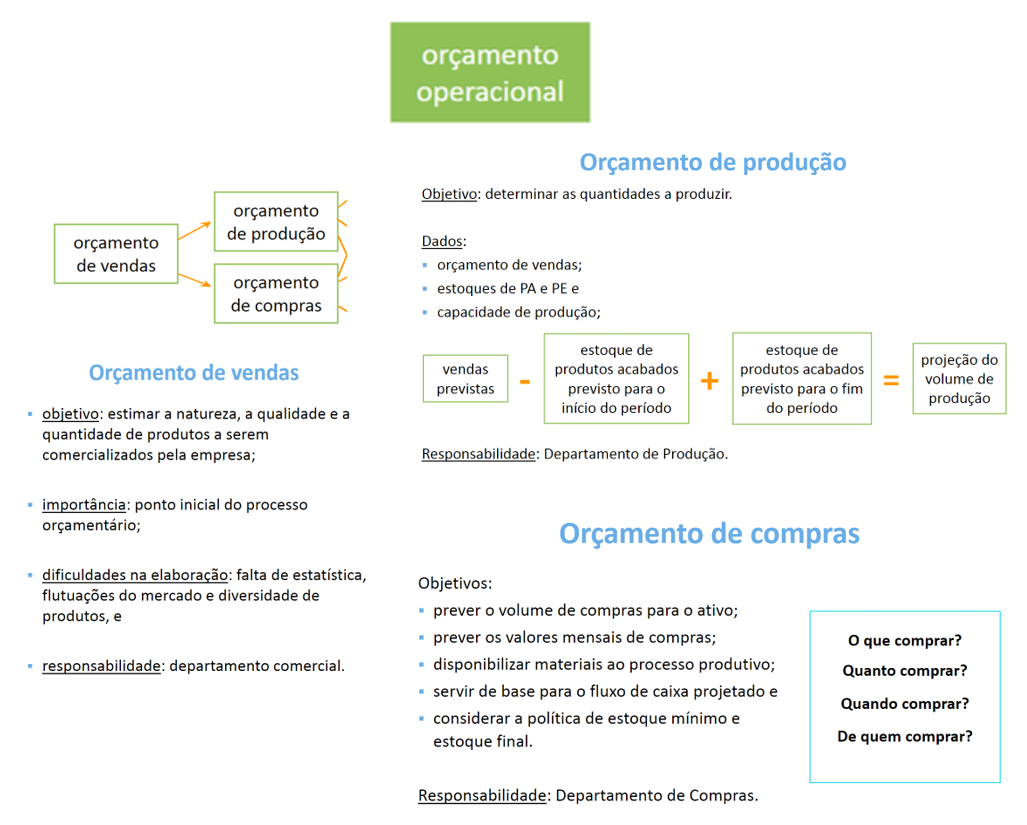 orçamento
operacional
orçamento
de vendas
orçamento
de produção
orçamento
de compras
Orçamento de vendas
▪ objetivo: estimar a natureza, a qualidade e a
quantidade de produtos a serem
comercializados pela empresa;
▪ importância: ponto inicial do processo
orçamentário;
▪ dificuldades na elaboração: falta de estatística,
flutuações do mercado e diversidade de
produtos, e
▪ responsabilidade: departamento comercial.
Orçamento de produção
Objetivo: determinar as quantidades a produzir.
Dados:
▪ orçamento de vendas;
▪ estoques de PA e PE e
▪ capacidade de produção;
vendas
previstas
-
estoque de
produtos acabados
previsto para o
início do período
+
estoque de
produtos acabados
previsto para o fim
do período
=
projeção do
volume de
produção
Responsabilidade: Departamento de Produção.
Orçamento de compras
Objetivos:
▪ prever o volume de compras para o ativo;
▪ prever os valores mensais de compras;
▪ disponibilizar materiais ao processo produtivo;
▪ servir de base para o fluxo de caixa projetado e
▪ considerar a política de estoque mínimo e
estoque final.
O que comprar?
Quanto comprar?
Quando comprar?
De quem comprar?
Responsabilidade: Departamento de Compras.